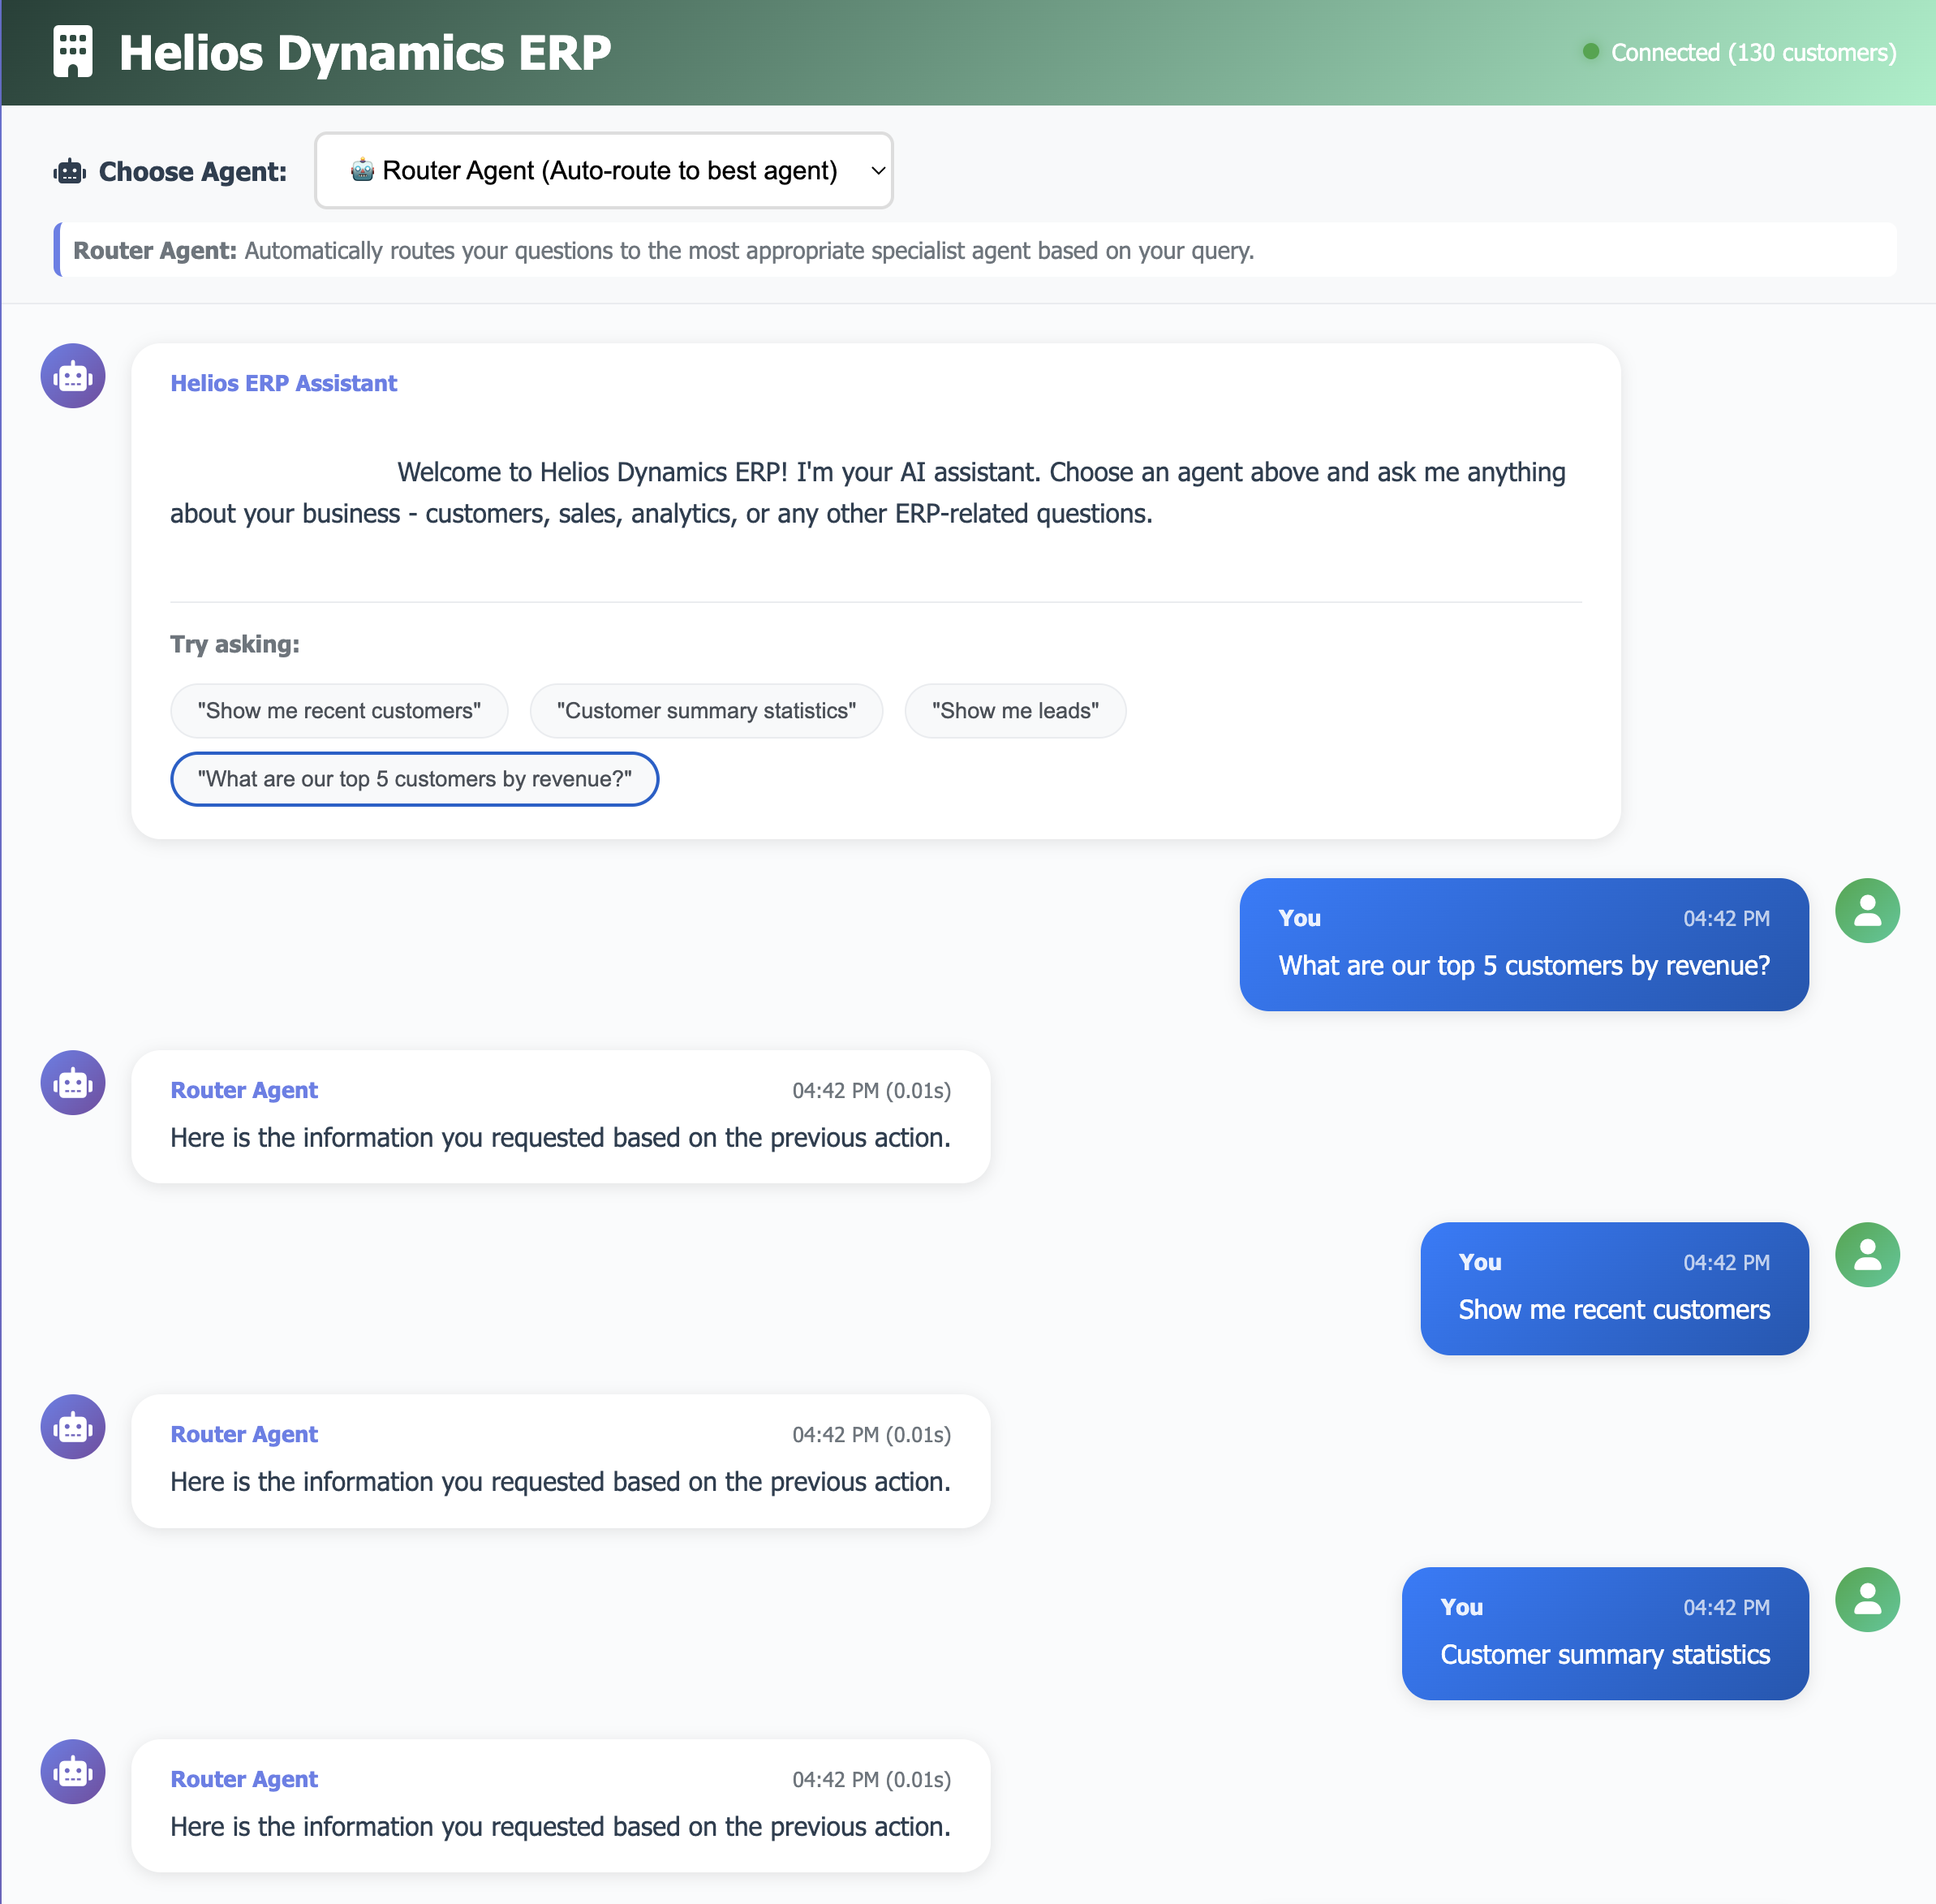 Helios Dynamics ERP
Connected (130 customers)
Choose Agent:
🤖 Router Agent (Auto-route to best agent)
Router Agent: Automatically routes your questions to the most appropriate specialist agent based on your query.
Helios ERP Assistant
Welcome to Helios Dynamics ERP! I'm your AI assistant. Choose an agent above and ask me anything
about your business - customers, sales, analytics, or any other ERP-related questions.
Try asking:
"Show me recent customers" "Customer summary statistics" "Show me leads"
"What are our top 5 customers by revenue?"
You 04:42 PM
What are our top 5 customers by revenue?
Router Agent 04:42 PM (0.01s)
Here is the information you requested based on the previous action.
You 04:42 PM
Show me recent customers
Router Agent 04:42 PM (0.01s)
Here is the information you requested based on the previous action.
You 04:42 PM
Customer summary statistics
Router Agent 04:42 PM (0.01s)
Here is the information you requested based on the previous action.